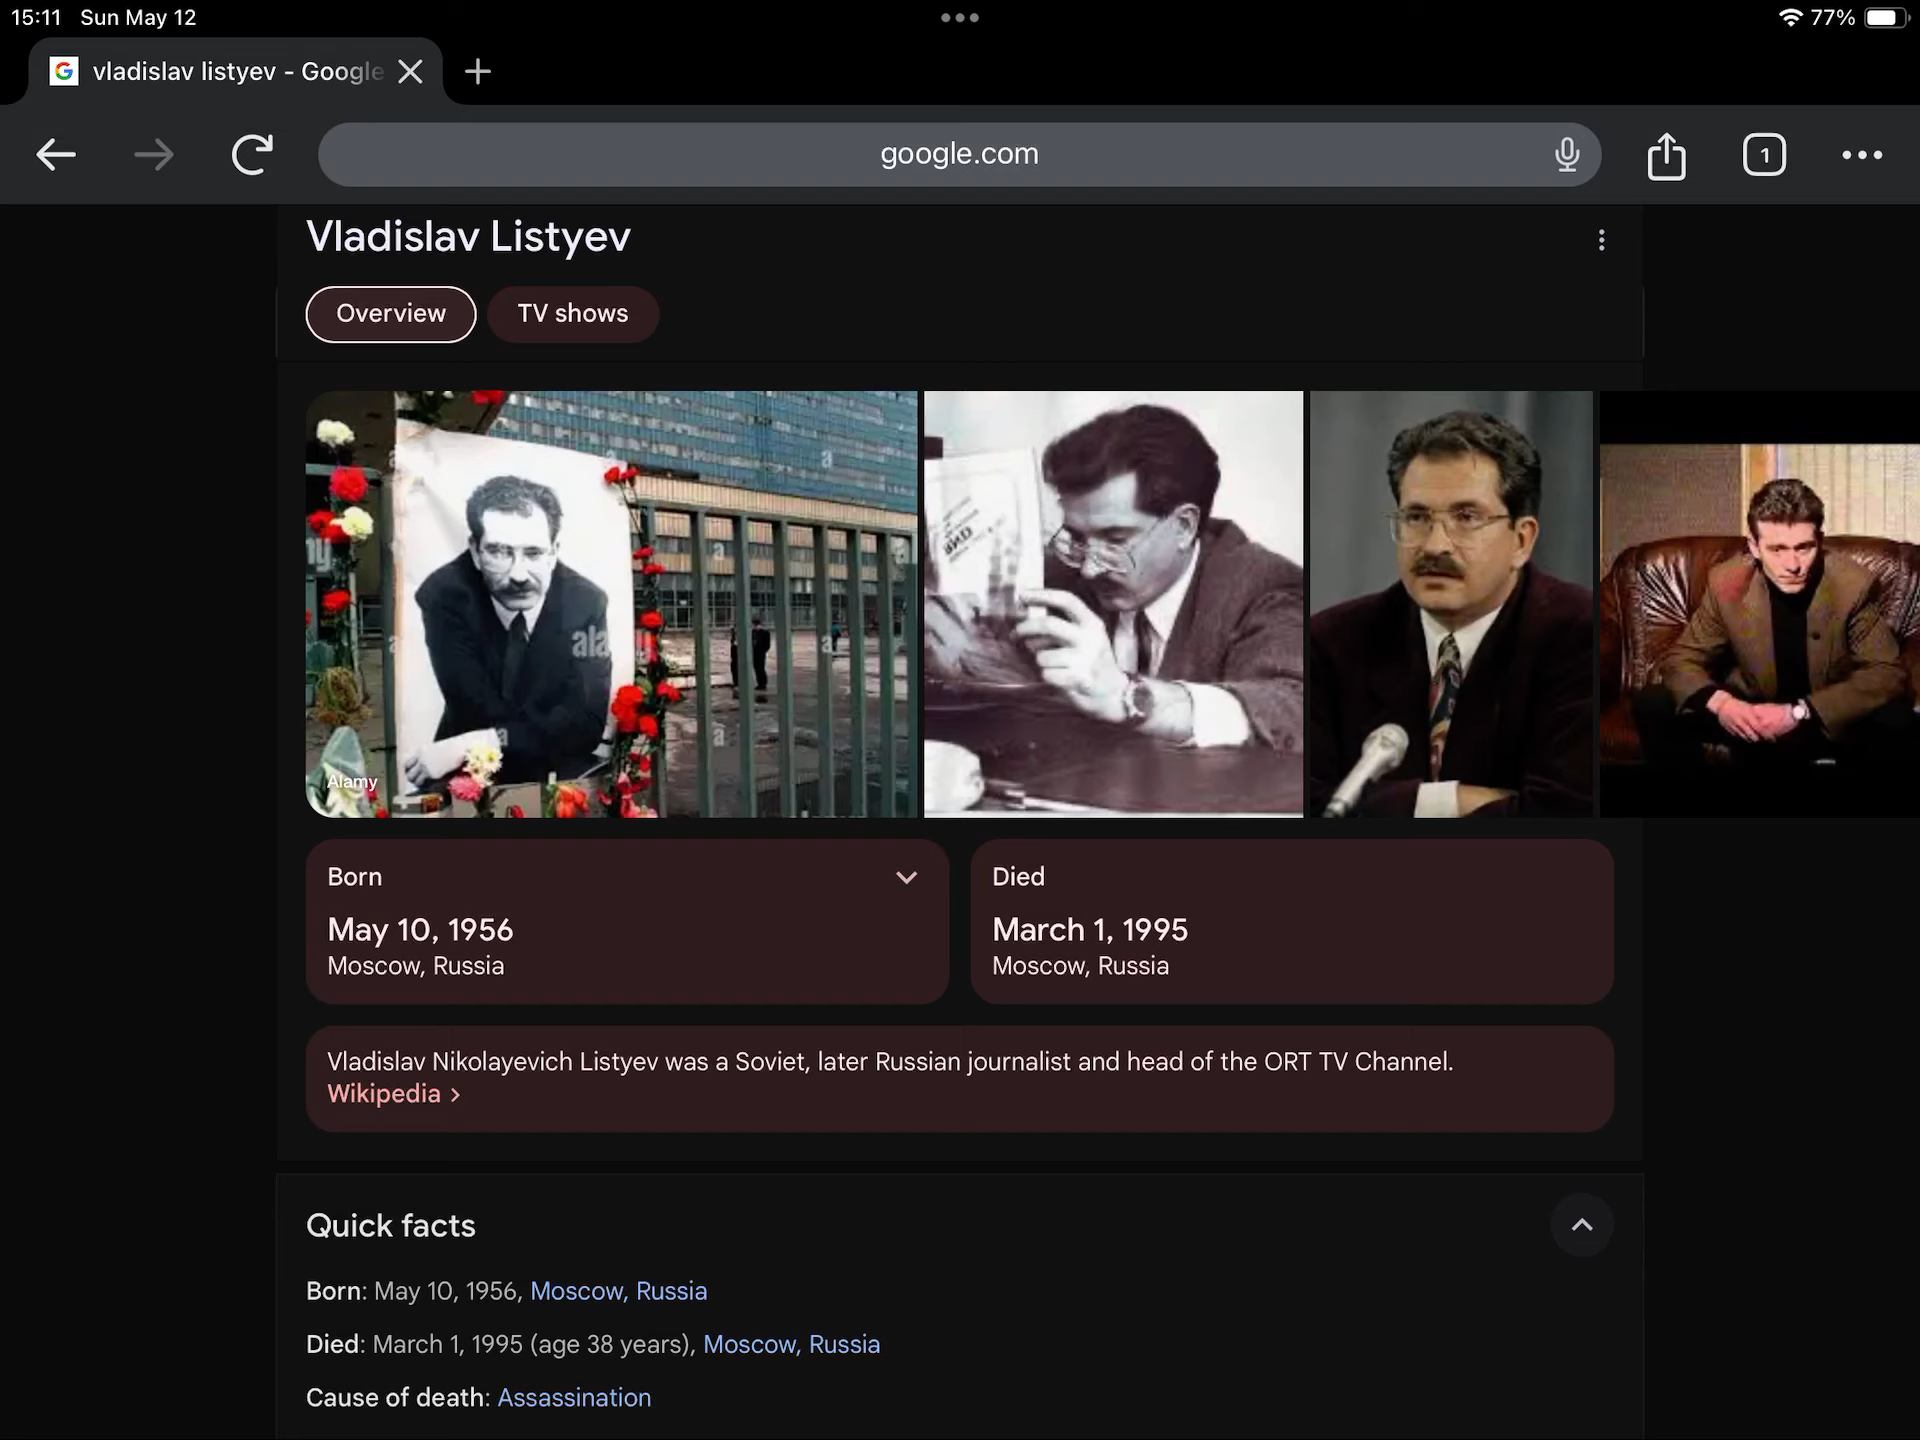 15:11 Sun May 12
77%
vladislav listyev - Google
google.com
1
Vladislav Listyev
Overview
TV shows
Alamy
Born
May 10, 1956
Moscow, Russia
Died
March 1, 1995
Moscow, Russia
Vladislav Nikolayevich Listyev was a Soviet, later Russian journalist and head of the ORT TV Channel.
Wikipedia
Quick facts
Born: May 10, 1956, Moscow, Russia
Died: March 1, 1995 (age 38 years), Moscow, Russia
Cause of death: Assassination